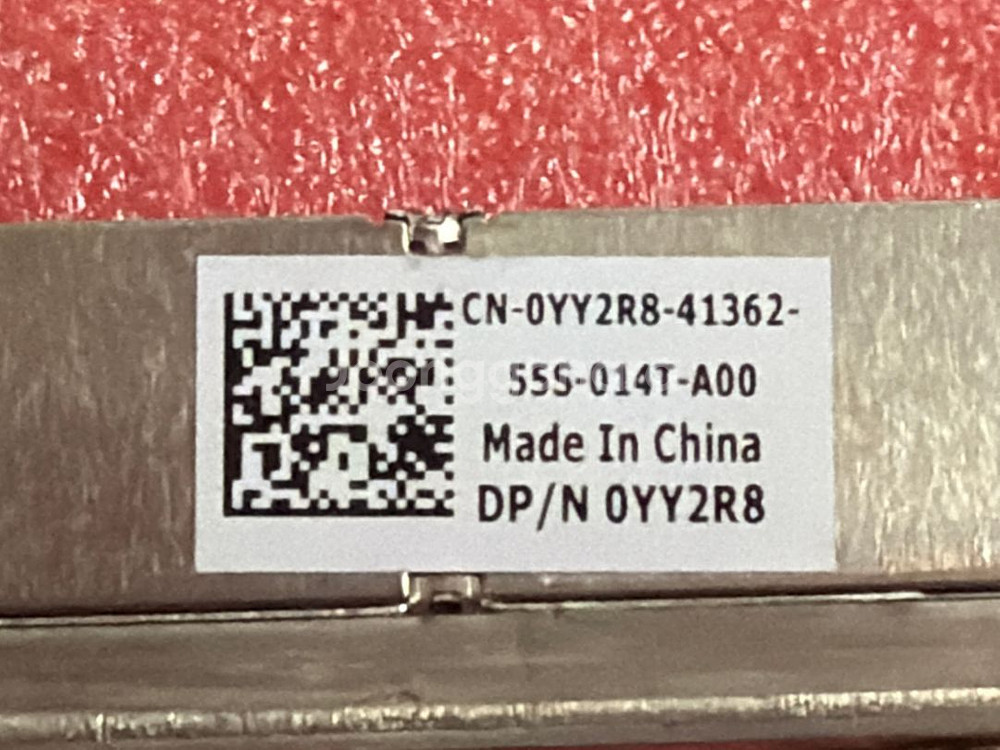 CN-0YY2R8-41362-
55S-014T-A00
Made In China
DP/N 0YY2R8